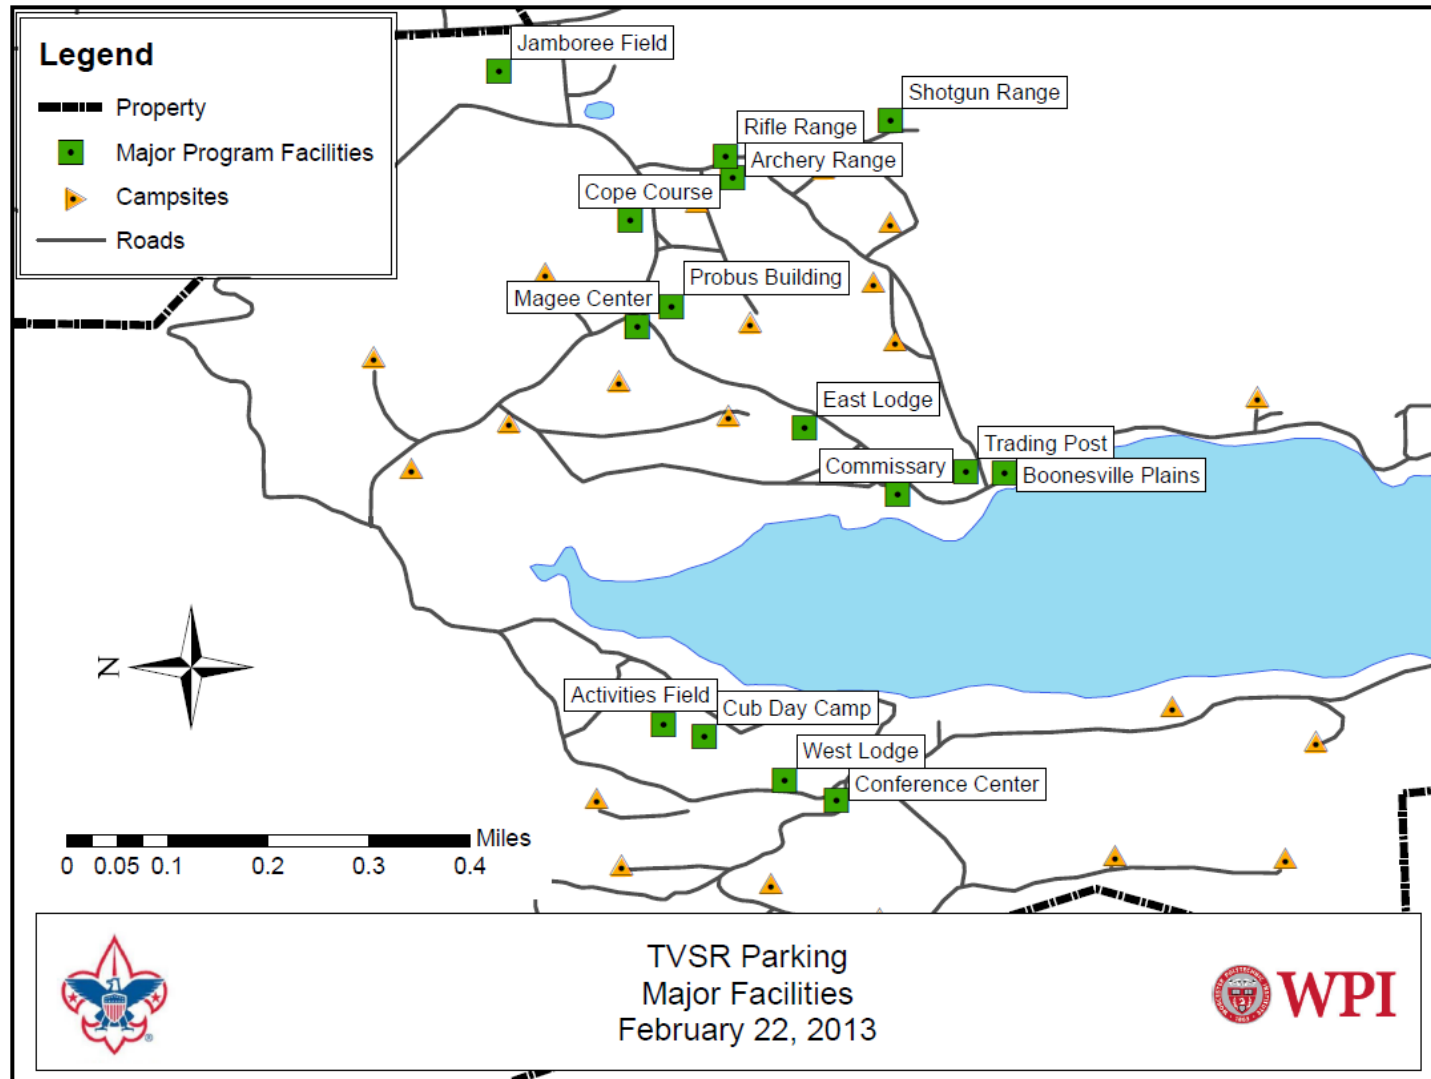 Legend
Property
Major Program Facilities
Campsites
Roads
Jamboree Field
Shotgun Range
Rifle Range
Archery Range
Cope Course
Probus Building
Magee Center
East Lodge
Trading Post
Commissary
Boonesville Plains
N
Activities Field
Cub Day Camp
West Lodge
Conference Center
Miles
0 0.05 0.1 0.2 0.3 0.4
TVSR Parking
Major Facilities
February 22, 2013
WPI